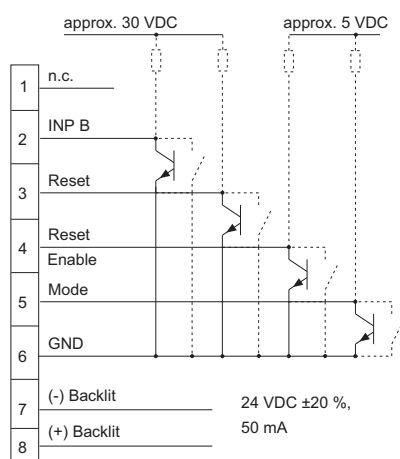 approx. 30 VDC
approx. 5 VDC
1
n.c.
2
INP B
3
Reset
4
Reset
Enable
5
Mode
6
GND
7
(-) Backlit
24 VDC ±20 %,
50 mA
8
(+) Backlit